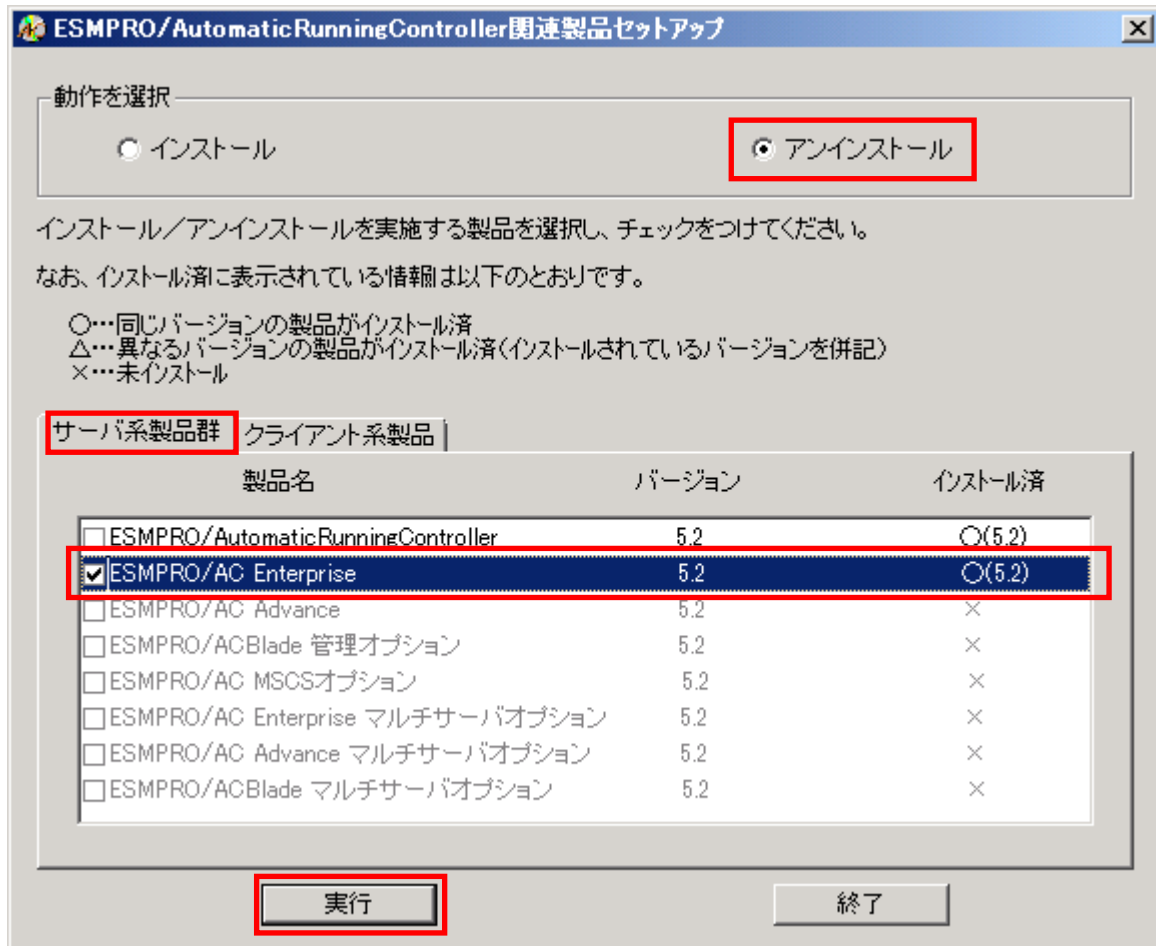 ESMPRO/AutomaticRunningController関連製品セットアップ
動作を選択
インストール
アンインストール
インストール／アンインストールを実施する製品を選択し、チェックをつけてください。
なお、インストール済に表示されている情報は以下のとおりです。
○…同じバージョンの製品がインストール済
△…異なるバージョンの製品がインストール済(インストールされているバージョンを併記)
×…未インストール
サーバ系製品群 クライアント系製品
製品名 バージョン インストール済
ESMPRO/AutomaticRunningController 5.2 ○(5.2)
ESMPRO/AC Enterprise 5.2 ○(5.2)
ESMPRO/AC Advance 5.2 ×
ESMPRO/ACBlade 管理オプション 5.2 ×
ESMPRO/AC MSCSオプション 5.2 ×
ESMPRO/AC Enterprise マルチサーバオプション 5.2 ×
ESMPRO/AC Advance マルチサーバオプション 5.2 ×
ESMPRO/ACBlade マルチサーバオプション 5.2 ×
実行 終了